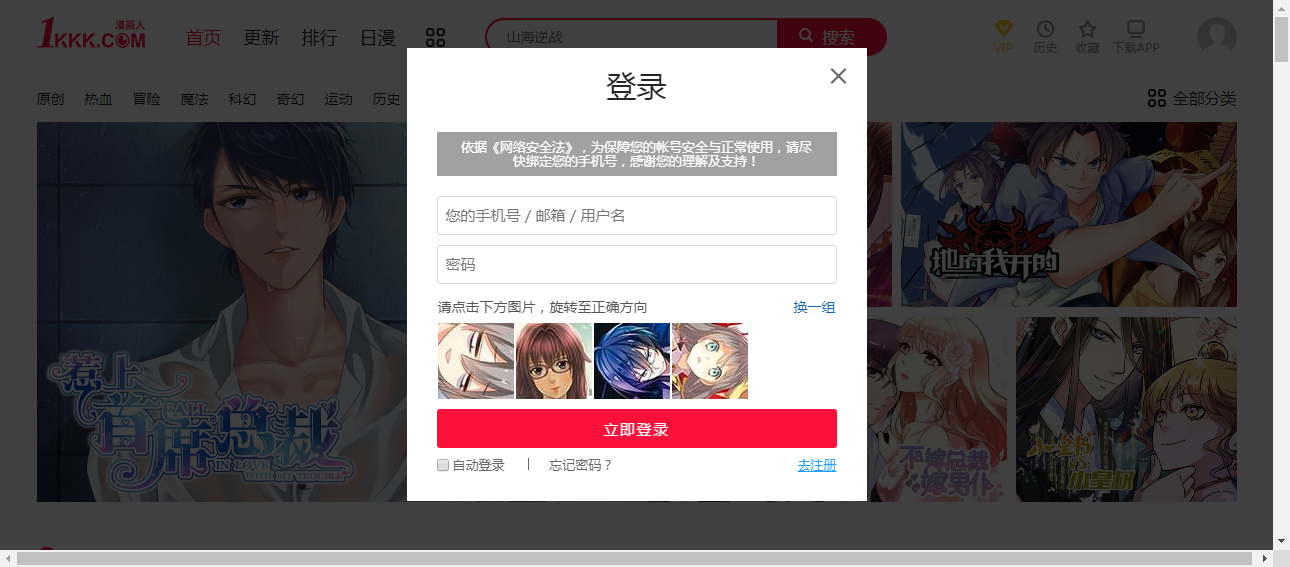 漫画人
1KKK.COM
首页 更新 排行 日漫
山海逆战
搜索
VIP 历史 收藏 下载APP
原创 热血 冒险 魔法 科幻 奇幻 运动 历史
全部分类
登录
依据《网络安全法》，为保障您的帐号安全与正常使用，请尽
快绑定您的手机号，感谢您的理解及支持！
您的手机号 / 邮箱 / 用户名
密码
请点击下方图片，旋转至正确方向
换一组
立即登录
自动登录
忘记密码？
去注册
惹上
首席总裁
FALL
IN LOVE
WITH MY TROUBLE
地府我开的
不嫁总裁
嫁男仆
小皇书
VS
小皇叔